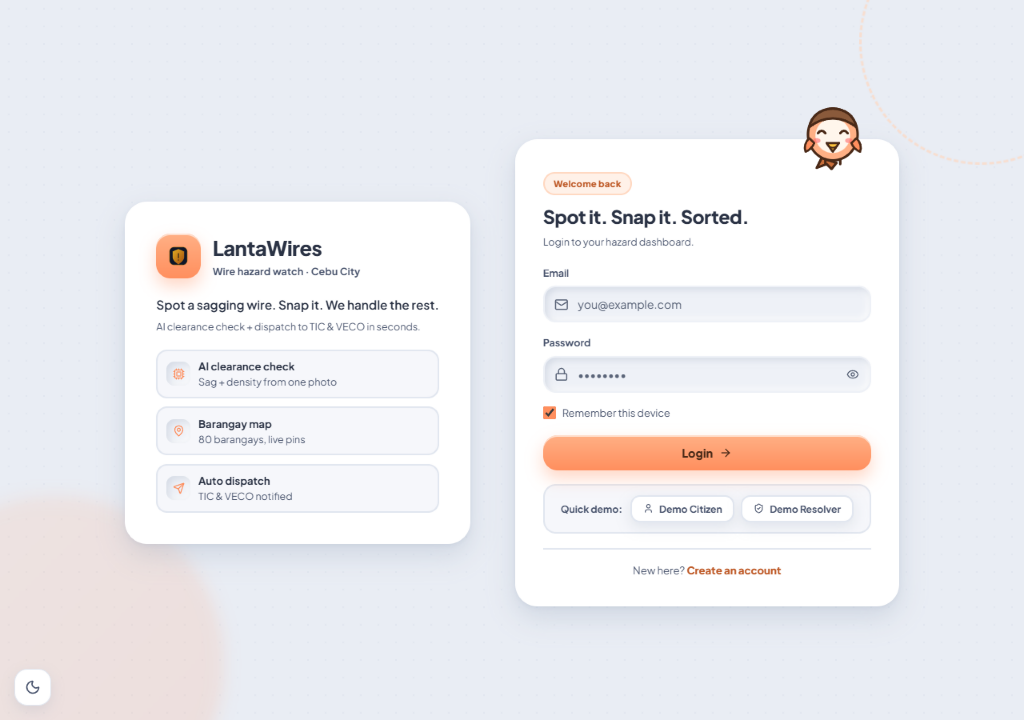 LantaWires
Wire hazard watch · Cebu City
Spot a sagging wire. Snap it. We handle the rest.
AI clearance check + dispatch to TIC & VECO in seconds.
AI clearance check
Sag + density from one photo
Barangay map
80 barangays, live pins
Auto dispatch
TIC & VECO notified
Welcome back
Spot it. Snap it. Sorted.
Login to your hazard dashboard.
Email
you@example.com
Password
••••••••
Remember this device
Login →
Quick demo:
Demo Citizen
Demo Resolver
New here? Create an account